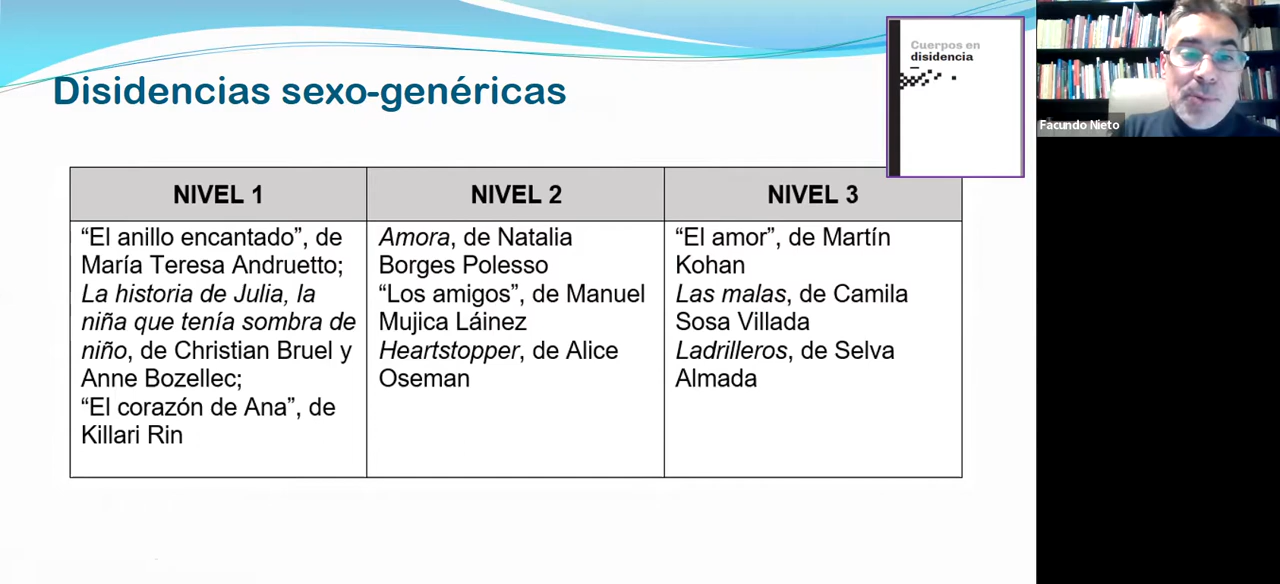 Cuerpos en
disidencia
Disidencias sexo-genéricas
Facundo Nieto
NIVEL 1
“El anillo encantado”, de
María Teresa Andruetto;
La historia de Julia, la
niña que tenía sombra de
niño, de Christian Bruel y
Anne Bozellec;
“El corazón de Ana”, de
Killari Rin
NIVEL 2
Amora, de Natalia
Borges Polesso
“Los amigos”, de Manuel
Mujica Láinez
Heartstopper, de Alice
Oseman
NIVEL 3
“El amor”, de Martín
Kohan
Las malas, de Camila
Sosa Villada
Ladrilleros, de Selva
Almada